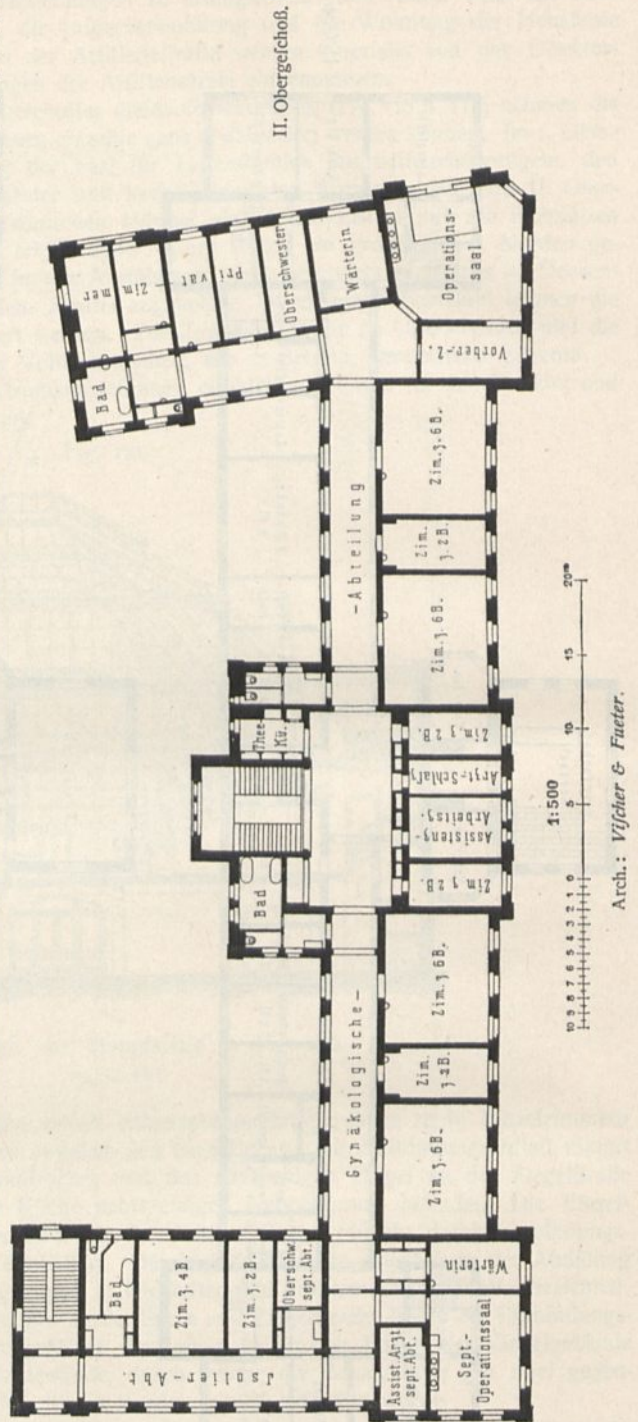 II. Obergeschoß.
Zim-
mer
Privat-
Oberschwester
Wärterin
Operations-
saal
Bad
Vorber.-Z.
-Abteilung
Zim. z. 6 B.
Zim.
z. 2 B.
Zim. z. 6 B.
Thee-
Kü.
Zim. z. 2 B.
Arzt-Schlafz.
Assistenz-
Arbeitsz.
Zim. z. 2 B.
Bad
Gynäkologische-
Zim. z. 6 B.
Zim.
z. 2 B.
Zim. z. 6 B.
Bad
Zim. z. 4 B.
Zim. z. 2 B.
Oberschw.
sept. Abt.
Isolier-Abt.
Assist. Arzt
sept. Abt.
Sept.-
Operationssaal
Wärterin
1:500
10 9 8 7 6 5 4 3 2 1 0 5 10 15 20 m
Arch.: Vischer & Fueter.